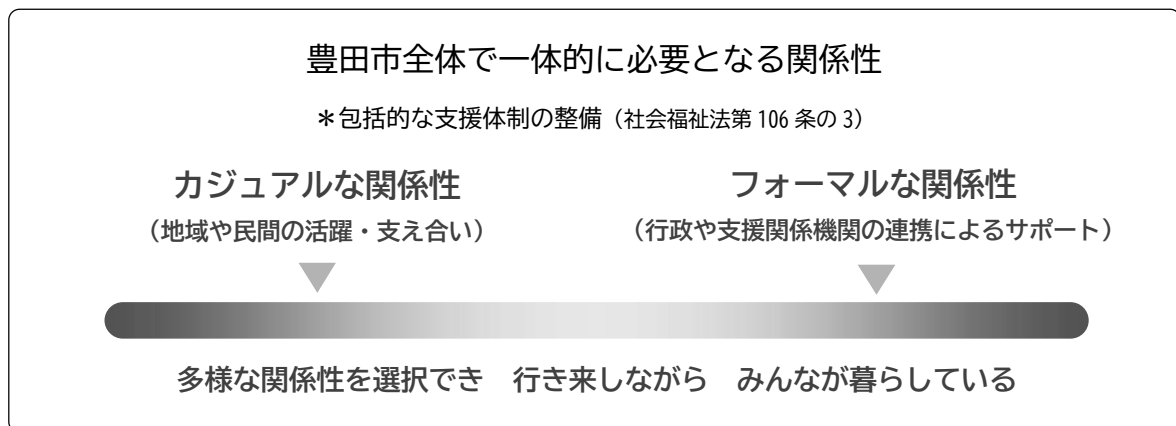 豊田市全体で一体的に必要となる関係性
＊包括的な支援体制の整備（社会福祉法第 106 条の 3）
カジュアルな関係性
（地域や民間の活躍・支え合い）
フォーマルな関係性
（行政や支援関係機関の連携によるサポート）
多様な関係性を選択でき　行き来しながら　みんなが暮らしている